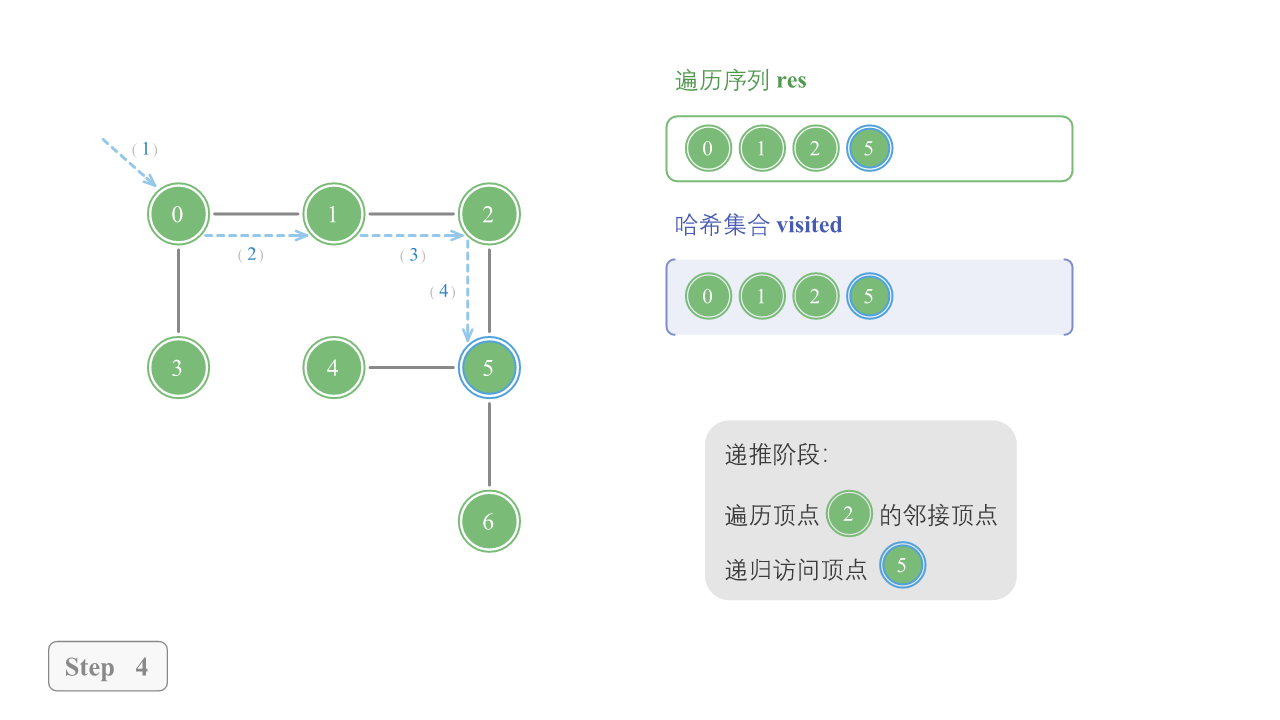 遍历序列 res
0 1 2 5
哈希集合 visited
0 1 2 5
(1)
0 1 2
(2) (3)
(4)
3 4 5
6
递推阶段：
遍历顶点 2 的邻接顶点
递归访问顶点 5
Step 4